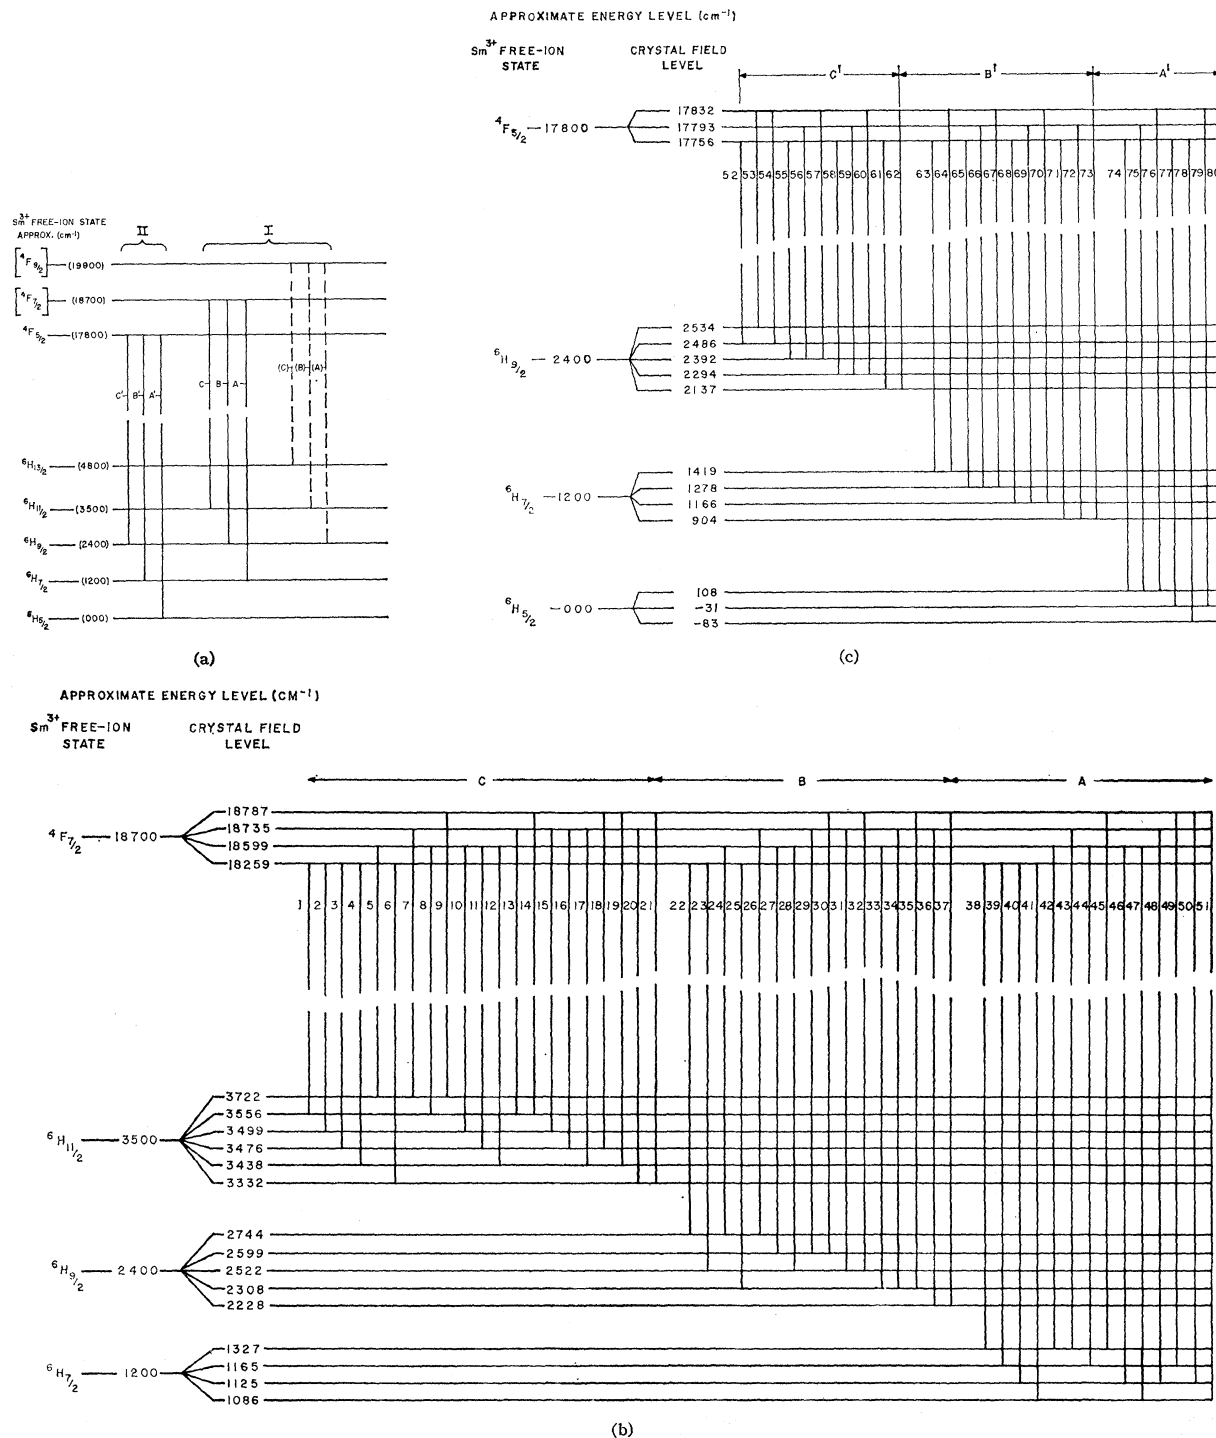 Sm3+ FREE-ION STATE
APPROX. (cm-1)
II
I
[4F9/2] (19900)
[4F7/2] (18700)
4F5/2 (17800)
C' B' A'
C B A
(C) (B) (A)
6H13/2 (4800)
6H11/2 (3500)
6H9/2 (2400)
6H7/2 (1200)
6H5/2 (000)
(a)
APPROXIMATE ENERGY LEVEL (cm-1)
Sm3+ FREE-ION STATE
CRYSTAL FIELD LEVEL
C' B' A'
4F5/2 17800
17832
17793
17756
52 53 54 55 56 57 58 59 60 61 62 63 64 65 66 67 68 69 70 71 72 73 74 75 76 77 78 79 80
6H9/2 2400
2534
2486
2392
2294
2137
6H7/2 1200
1419
1278
1166
904
6H5/2 000
108
-31
-83
(c)
APPROXIMATE ENERGY LEVEL (CM-1)
Sm3+ FREE-ION STATE
CRYSTAL FIELD LEVEL
C B A
4F7/2 18700
18787
18735
18599
18259
1 2 3 4 5 6 7 8 9 10 11 12 13 14 15 16 17 18 19 20 21 22 23 24 25 26 27 28 29 30 31 32 33 34 35 36 37 38 39 40 41 42 43 44 45 46 47 48 49 50 51
6H11/2 3500
3722
3556
3499
3476
3438
3332
6H9/2 2400
2744
2599
2522
2308
2228
6H7/2 1200
1327
1165
1125
1086
(b)